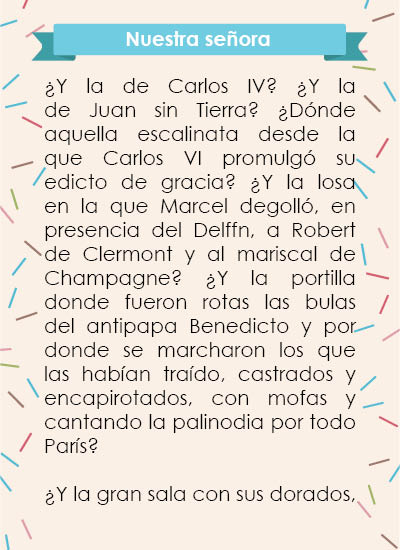 Nuestra señora
¿Y la de Carlos IV? ¿Y la
de Juan sin Tierra? ¿Dónde
aquella escalinata desde la
que Carlos VI promulgó su
edicto de gracia? ¿Y la losa
en la que Marcel degolló, en
presencia del Delffn, a Robert
de Clermont y al mariscal de
Champagne? ¿Y la portilla
donde fueron rotas las bulas
del antipapa Benedicto y por
donde se marcharon los que
las habían traído, castrados y
encapirotados, con mofas y
cantando la palinodia por todo
París?
¿Y la gran sala con sus dorados,